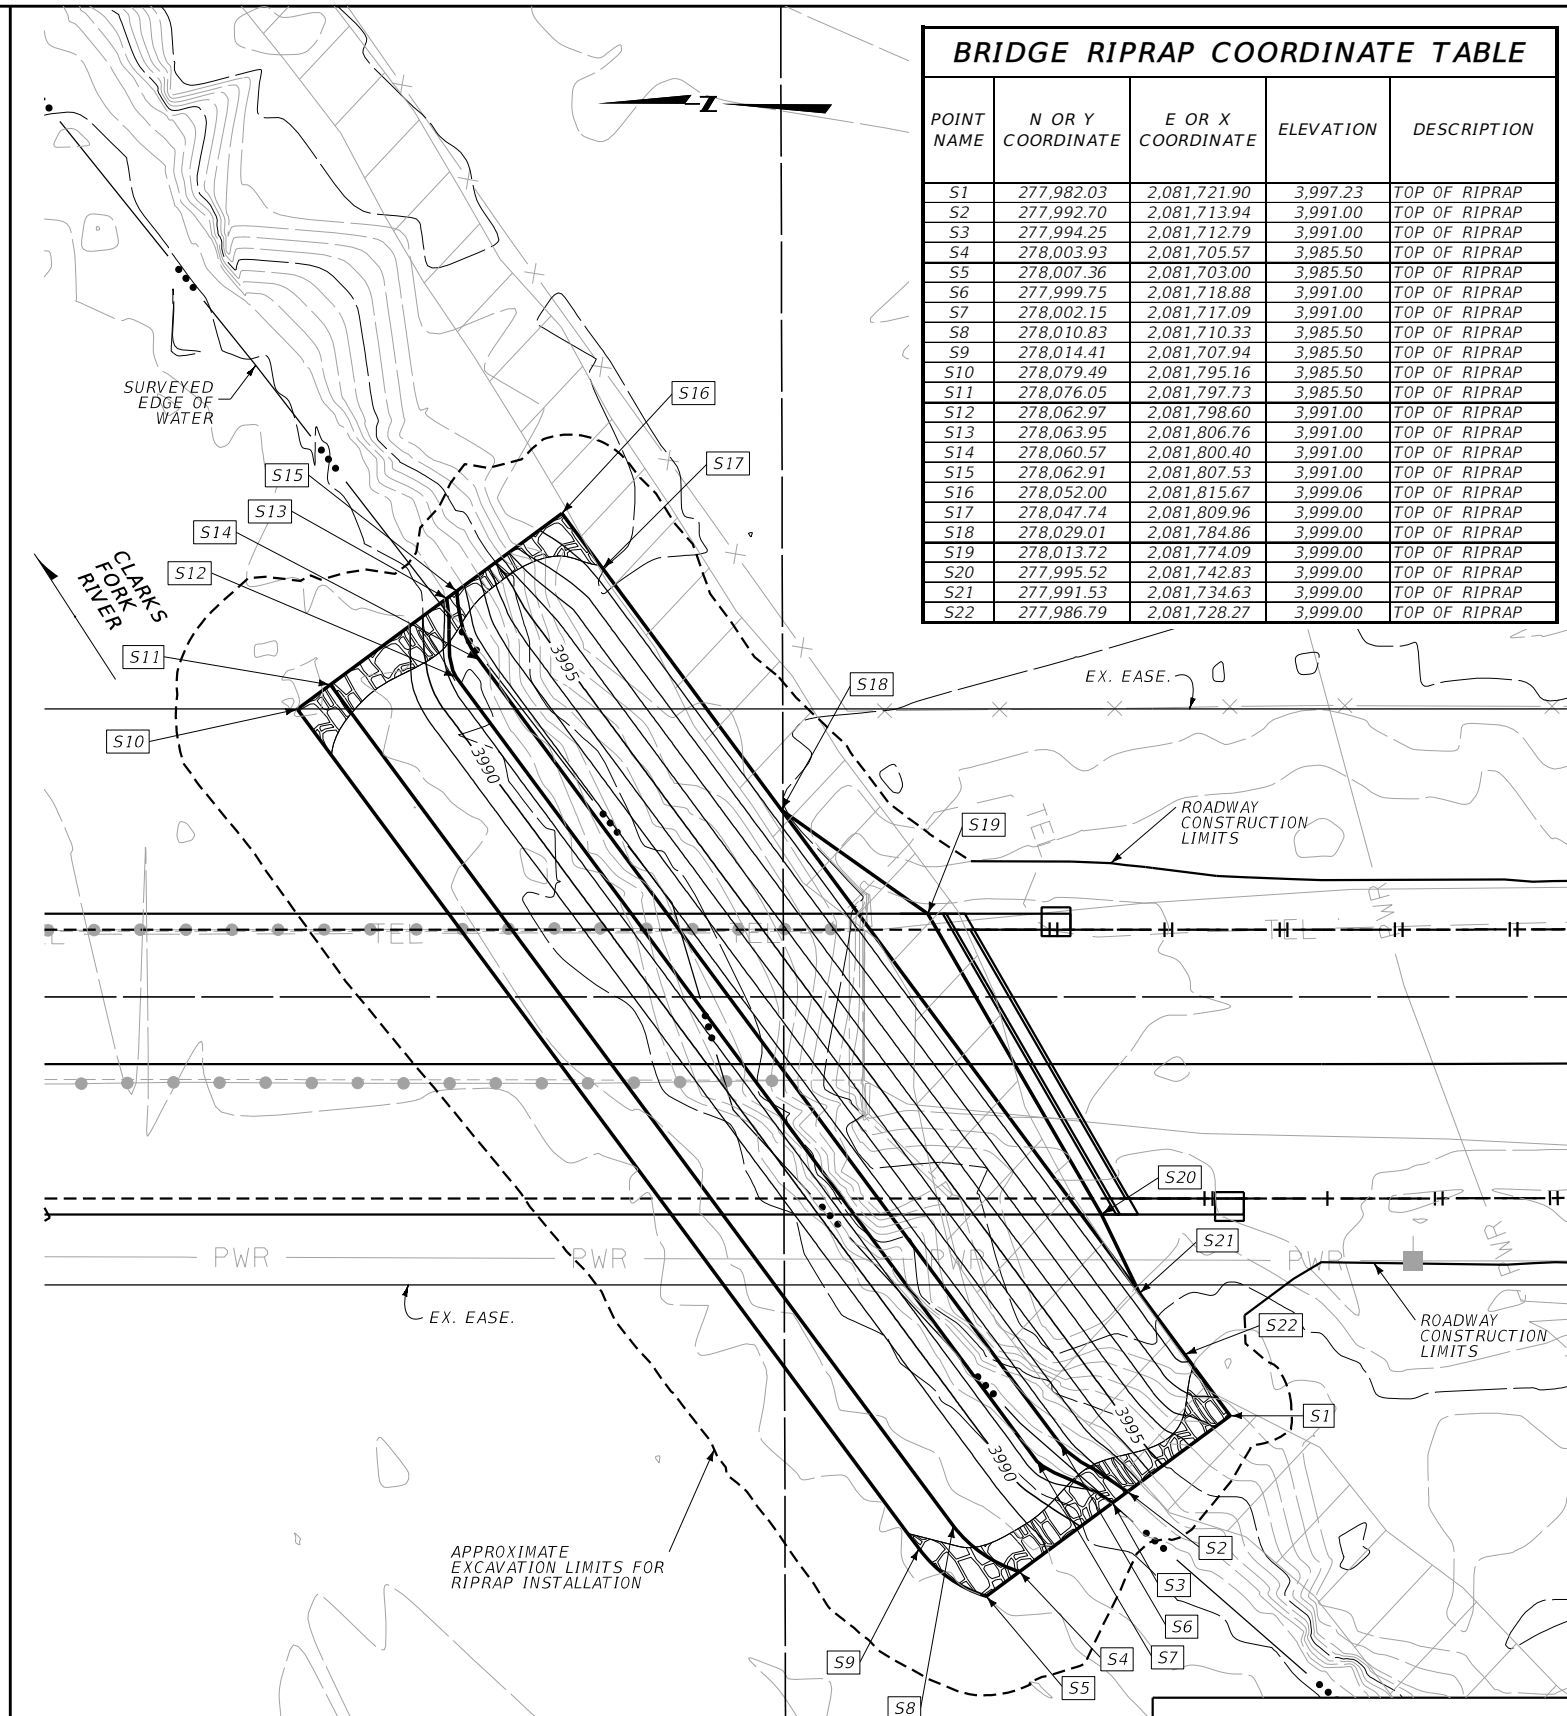 BRIDGE RIPRAP COORDINATE TABLE
POINT NAME N OR Y COORDINATE E OR X COORDINATE ELEVATION DESCRIPTION
S1 277,982.03 2,081,721.90 3,997.23 TOP OF RIPRAP
S2 277,992.70 2,081,713.94 3,991.00 TOP OF RIPRAP
S3 277,994.25 2,081,712.79 3,991.00 TOP OF RIPRAP
S4 278,003.93 2,081,705.57 3,985.50 TOP OF RIPRAP
S5 278,007.36 2,081,703.00 3,985.50 TOP OF RIPRAP
S6 277,999.75 2,081,718.88 3,991.00 TOP OF RIPRAP
S7 278,002.15 2,081,717.09 3,991.00 TOP OF RIPRAP
S8 278,010.83 2,081,710.33 3,985.50 TOP OF RIPRAP
S9 278,014.41 2,081,707.94 3,985.50 TOP OF RIPRAP
S10 278,079.49 2,081,795.16 3,985.50 TOP OF RIPRAP
S11 278,076.05 2,081,797.73 3,985.50 TOP OF RIPRAP
S12 278,062.97 2,081,798.60 3,991.00 TOP OF RIPRAP
S13 278,063.95 2,081,806.76 3,991.00 TOP OF RIPRAP
S14 278,060.57 2,081,800.40 3,991.00 TOP OF RIPRAP
S15 278,062.91 2,081,807.53 3,991.00 TOP OF RIPRAP
S16 278,052.00 2,081,815.67 3,999.06 TOP OF RIPRAP
S17 278,047.74 2,081,809.96 3,999.00 TOP OF RIPRAP
S18 278,029.01 2,081,784.86 3,999.00 TOP OF RIPRAP
S19 278,013.72 2,081,774.09 3,999.00 TOP OF RIPRAP
S20 277,995.52 2,081,742.83 3,999.00 TOP OF RIPRAP
S21 277,991.53 2,081,734.63 3,999.00 TOP OF RIPRAP
S22 277,986.79 2,081,728.27 3,999.00 TOP OF RIPRAP
Z
SURVEYED
EDGE OF
WATER
S16
S17
S15
S13
S14
S12
CLARKS
FORK
RIVER
S11
S10
3995
3990
S18
EX. EASE.
S19
ROADWAY
CONSTRUCTION
LIMITS
TEL
PWR
TEL
TEL
TEL
S20
S21
PWR
PWR
PWR
PWR
PWR
EX. EASE.
S22
ROADWAY
CONSTRUCTION
LIMITS
S1
3995
3990
APPROXIMATE
EXCAVATION LIMITS FOR
RIPRAP INSTALLATION
S2
S3
S6
S7
S4
S9
S5
S8